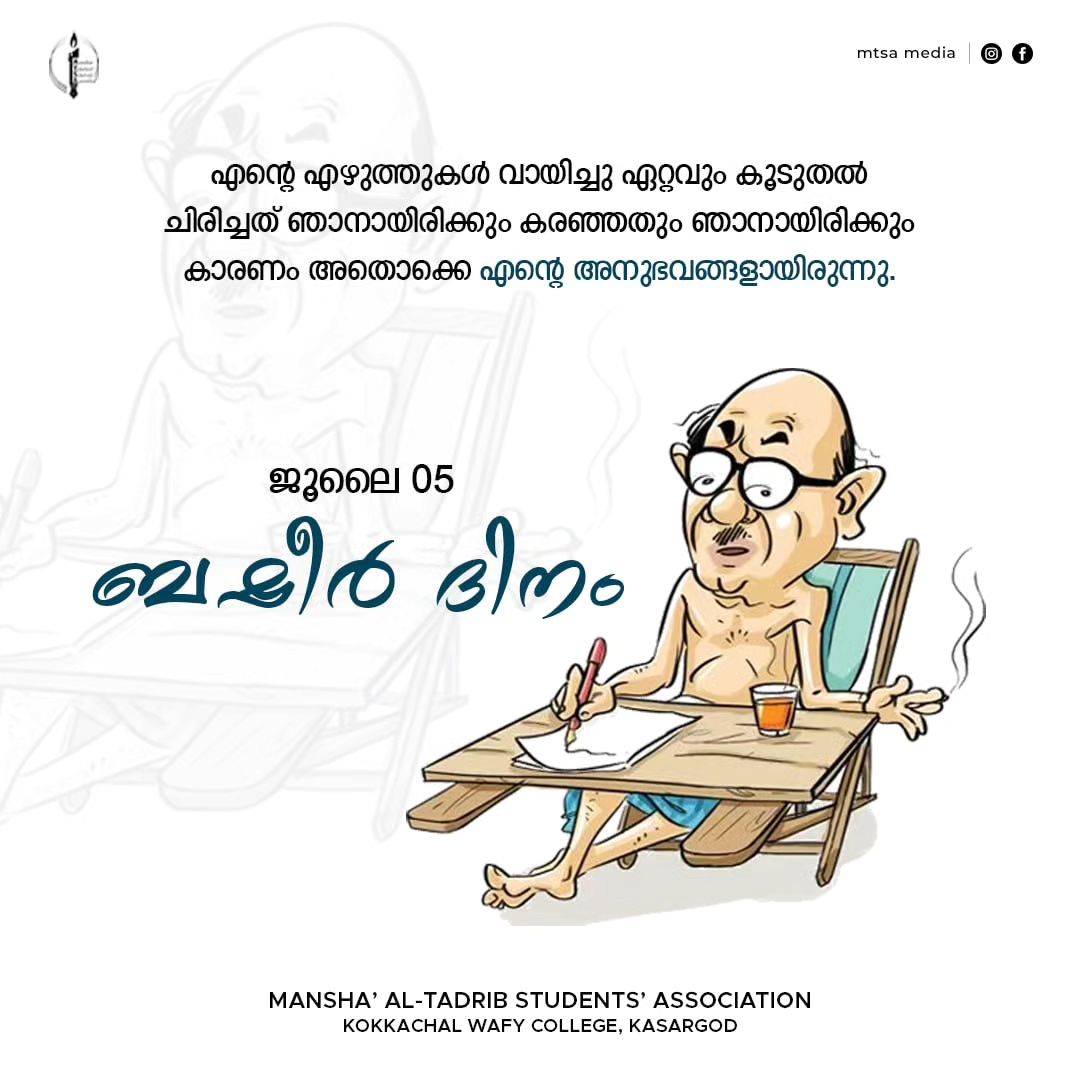 mtsa media
എന്റെ എഴുത്തുകൾ വായിച്ചു ഏറ്റവും കൂടുതൽ
ചിരിച്ചത് ഞാനായിരിക്കും കരഞ്ഞതും ഞാനായിരിക്കും
കാരണം അതൊക്കെ എന്റെ അനുഭവങ്ങളായിരുന്നു.
ജൂലൈ 05
ബഷീർ ദിനം
MANSHA’ AL-TADRIB STUDENTS’ ASSOCIATION
KOKKACHAL WAFY COLLEGE, KASARGOD